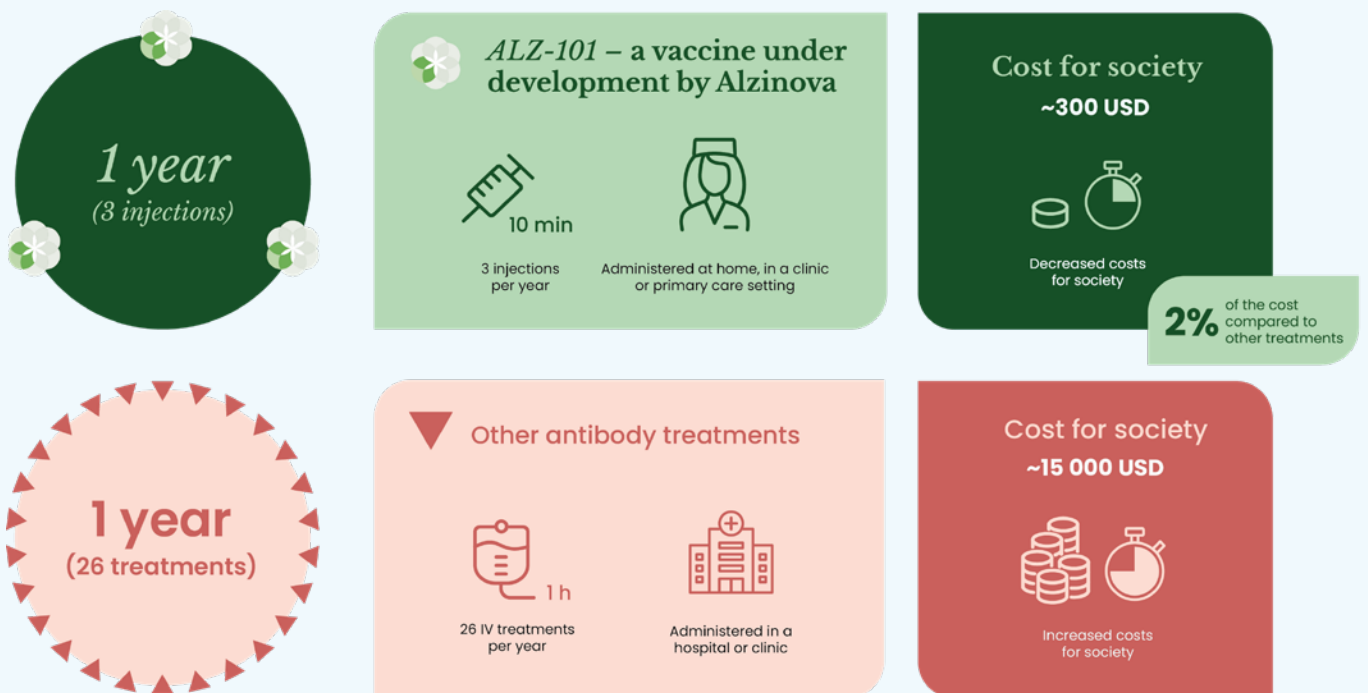 1 year
(3 injections)
ALZ-101 – a vaccine under
development by Alzinova
10 min
3 injections
per year
Administered at home, in a clinic
or primary care setting
Cost for society
~300 USD
Decreased costs
for society
2%
of the cost
compared to
other treatments
1 year
(26 treatments)
Other antibody treatments
1 h
26 IV treatments
per year
Administered in a
hospital or clinic
Cost for society
~15 000 USD
Increased costs
for society